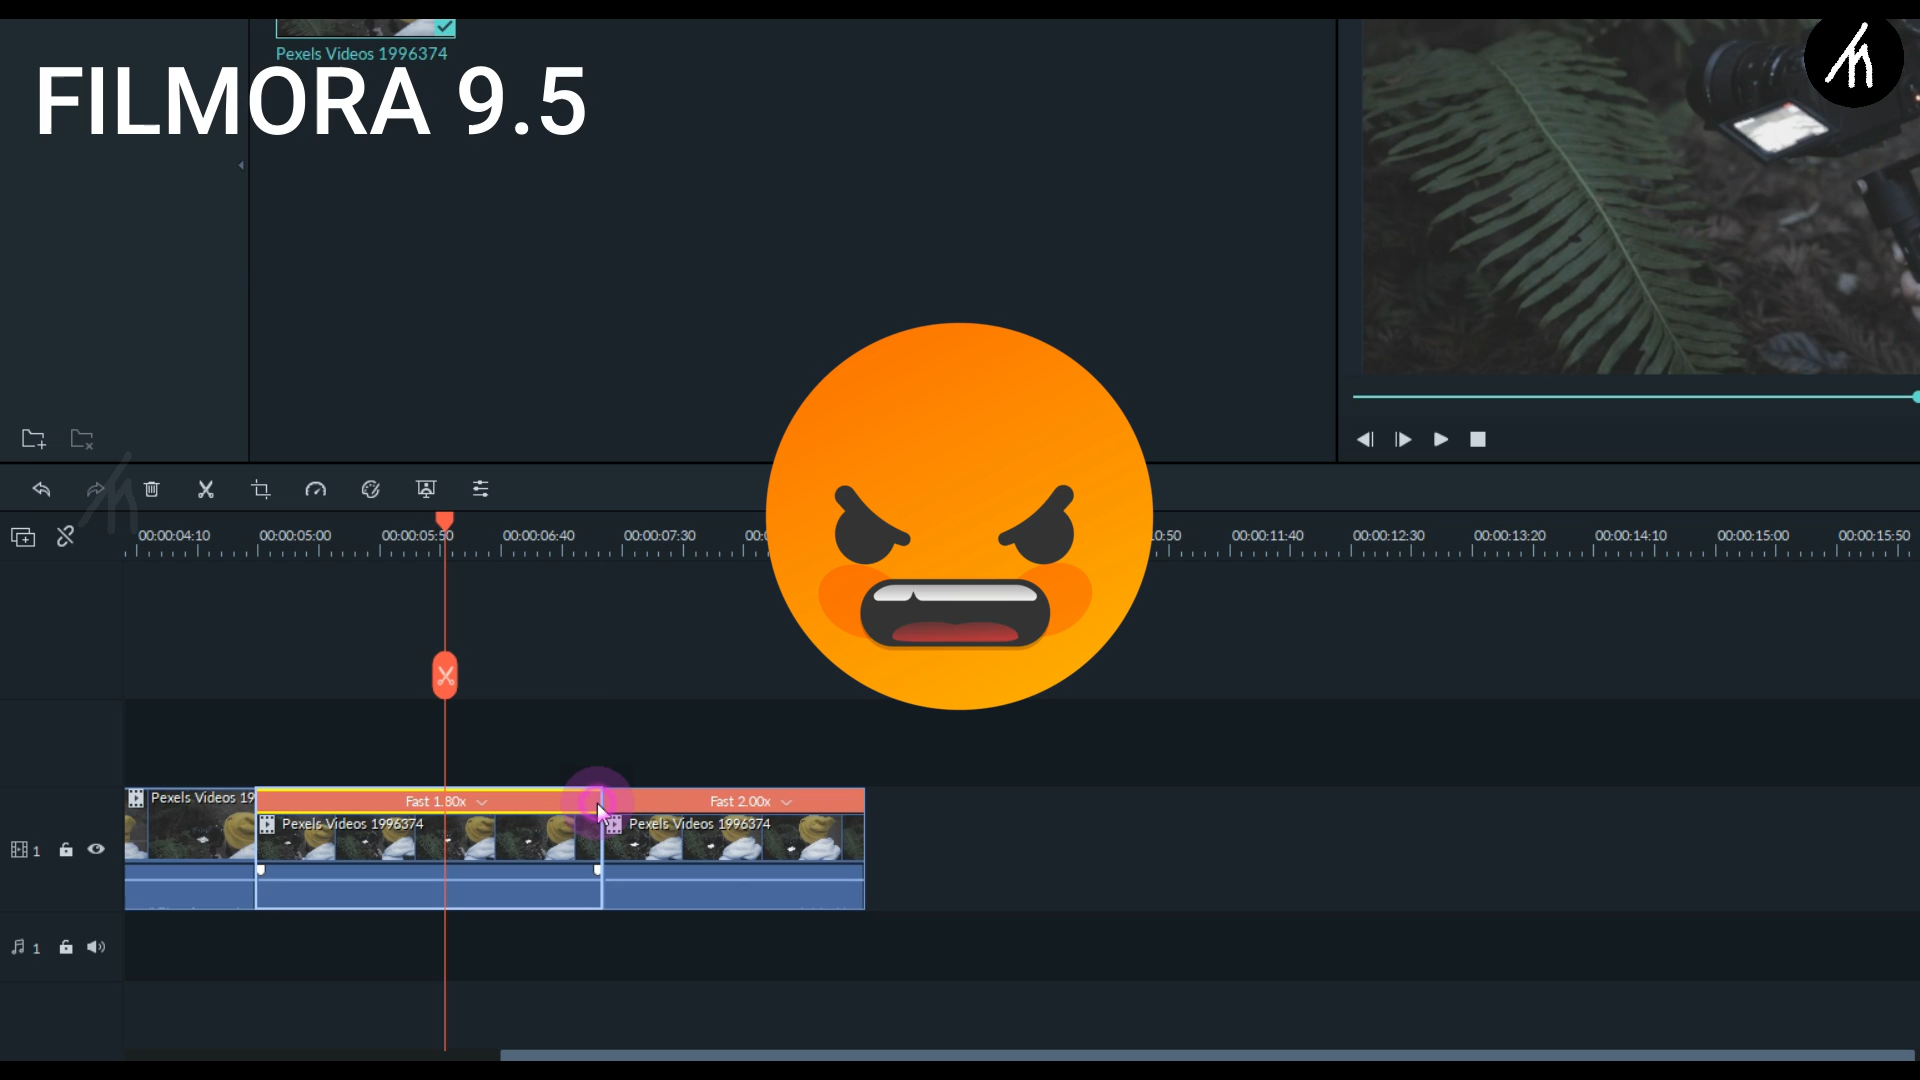 Pexels Videos 1996374
FILMORA 9.5
00:00:04:10 00:00:05:00 00:00:05:50 00:00:06:40 00:00:07:30 00:00:11:40 00:00:12:30 00:00:13:20 00:00:14:10 00:00:15:00 00:00:15:50
Pexels Videos 19 Fast 1.80x Fast 2.00x
Pexels Videos 1996374 Pexels Videos 1996374
1
1